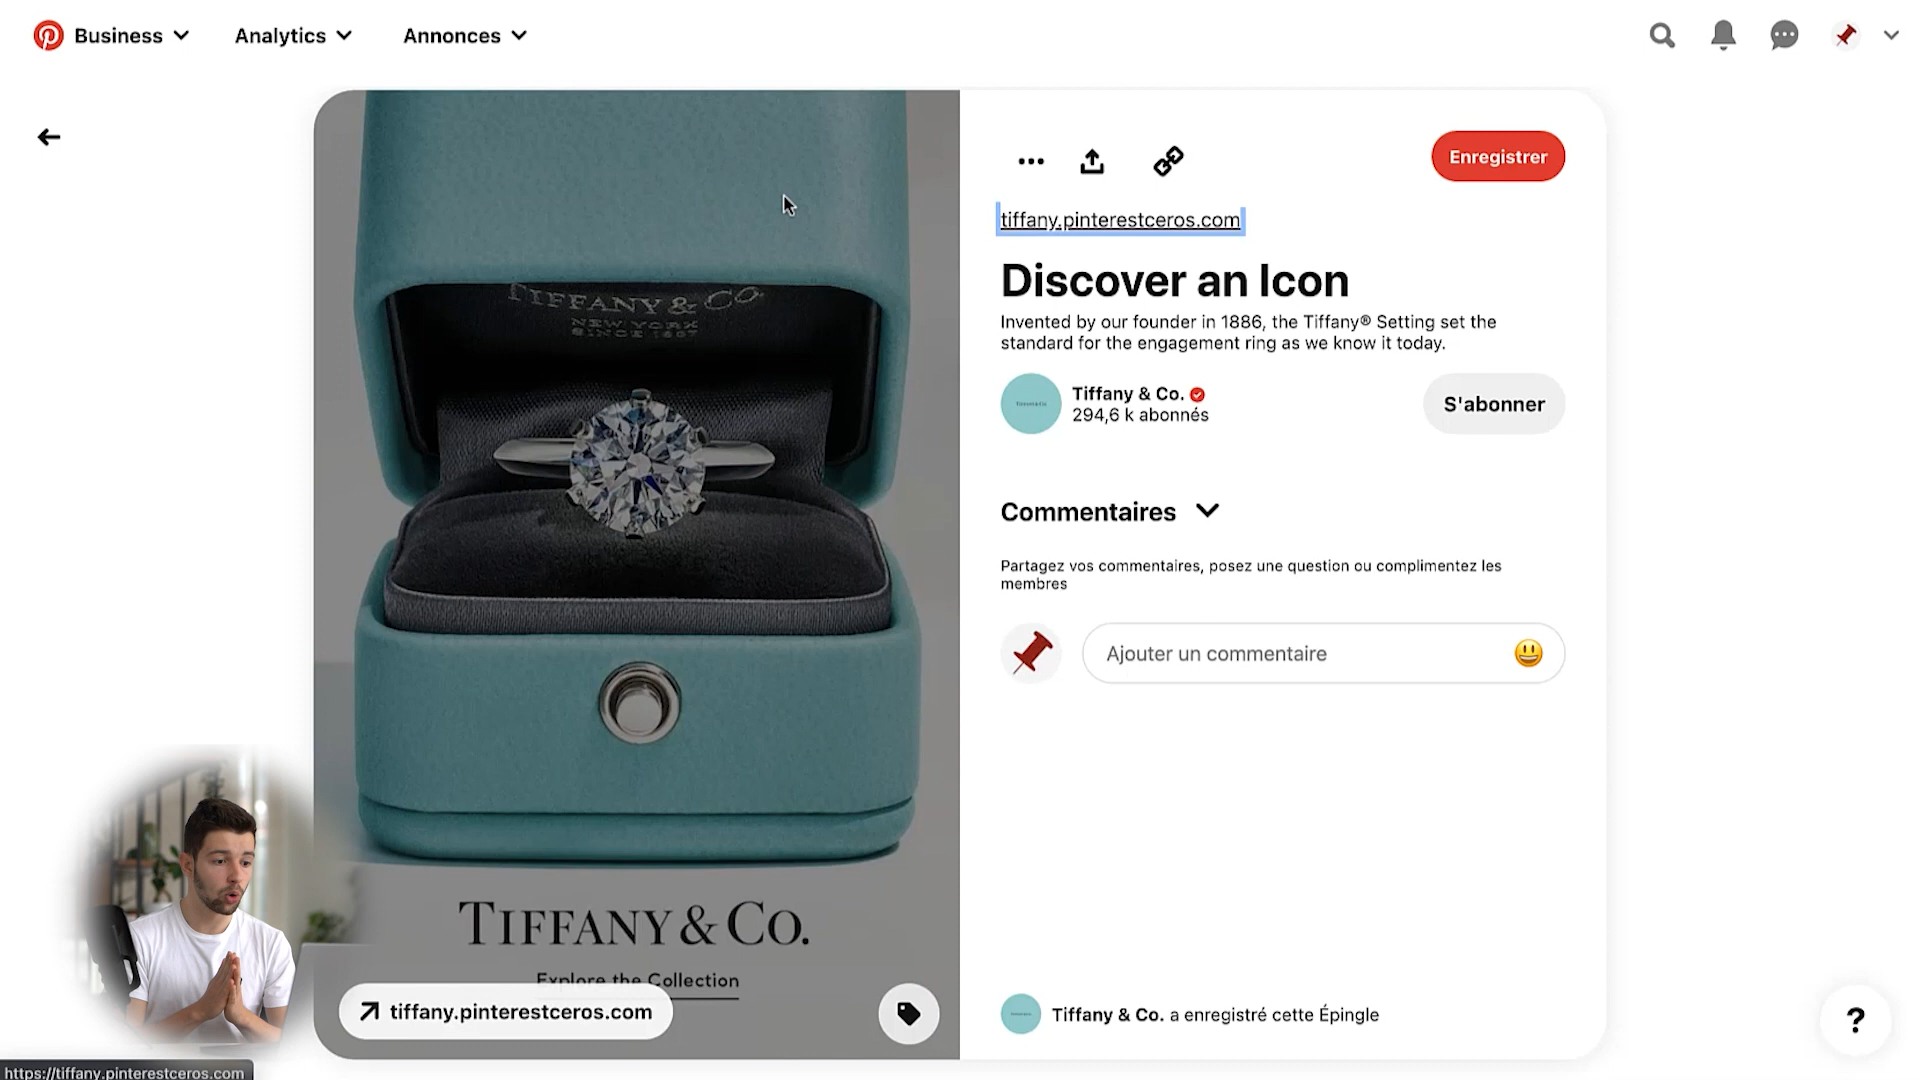 Business
Analytics
Annonces
Enregistrer
tiffany.pinterestceros.com
Discover an Icon
Invented by our founder in 1886, the Tiffany® Setting set the
standard for the engagement ring as we know it today.
Tiffany & Co.
294,6 k abonnés
S'abonner
Commentaires
Partagez vos commentaires, posez une question ou complimentez les
membres
Ajouter un commentaire
Tiffany & Co. a enregistré cette Épingle
?
TIFFANY & CO.
NEW YORK
SINCE 1837
TIFFANY & CO.
Explore the Collection
tiffany.pinterestceros.com
https://tiffany.pinterestceros.com